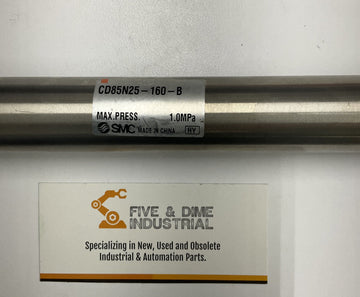 CD85N25-160-B
MAX.PRESS. 1.0MPa
SMC MADE IN CHINA HY
FIVE & DIME
INDUSTRIAL
Specializing in New, Used and Obsolete
Industrial & Automation Parts.